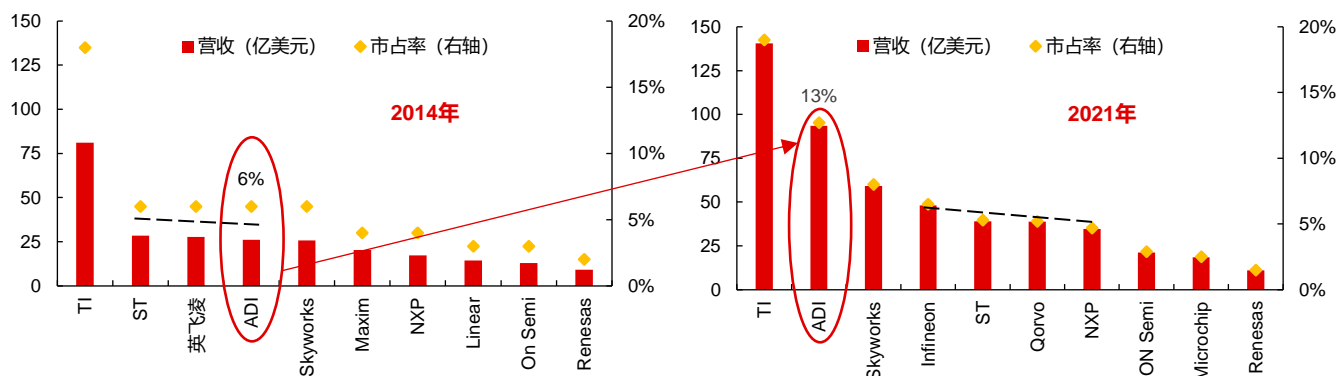 营收（亿美元）
市占率（右轴）
2014年
6%
150
125
100
75
50
25
0
20%
15%
10%
5%
0%
TI
ST
英飞凌
ADI
Skyworks
Maxim
NXP
Linear
On Semi
Renesas
营收（亿美元）
市占率（右轴）
2021年
13%
150
125
100
75
50
25
0
20%
15%
10%
5%
0%
TI
ADI
Skyworks
Infineon
ST
Qorvo
NXP
ON Semi
Microchip
Renesas